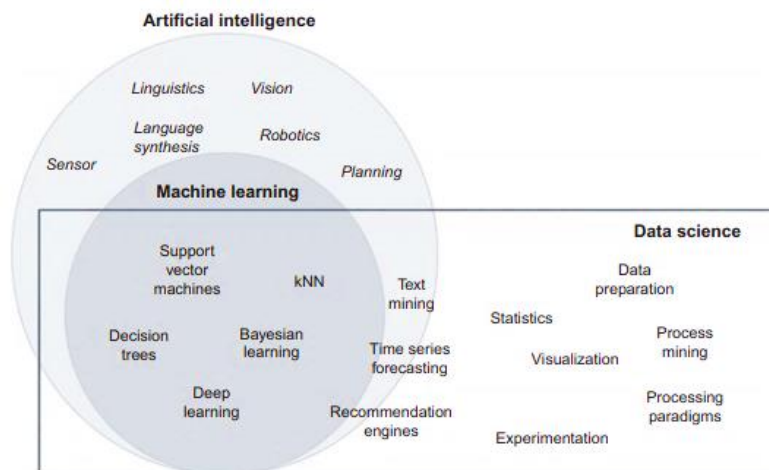 Artificial intelligence
Linguistics
Vision
Language
synthesis
Robotics
Sensor
Planning
Machine learning
Data science
Support
vector
machines
kNN
Text
mining
Data
preparation
Statistics
Decision
trees
Bayesian
learning
Time series
forecasting
Visualization
Process
mining
Deep
learning
Recommendation
engines
Experimentation
Processing
paradigms